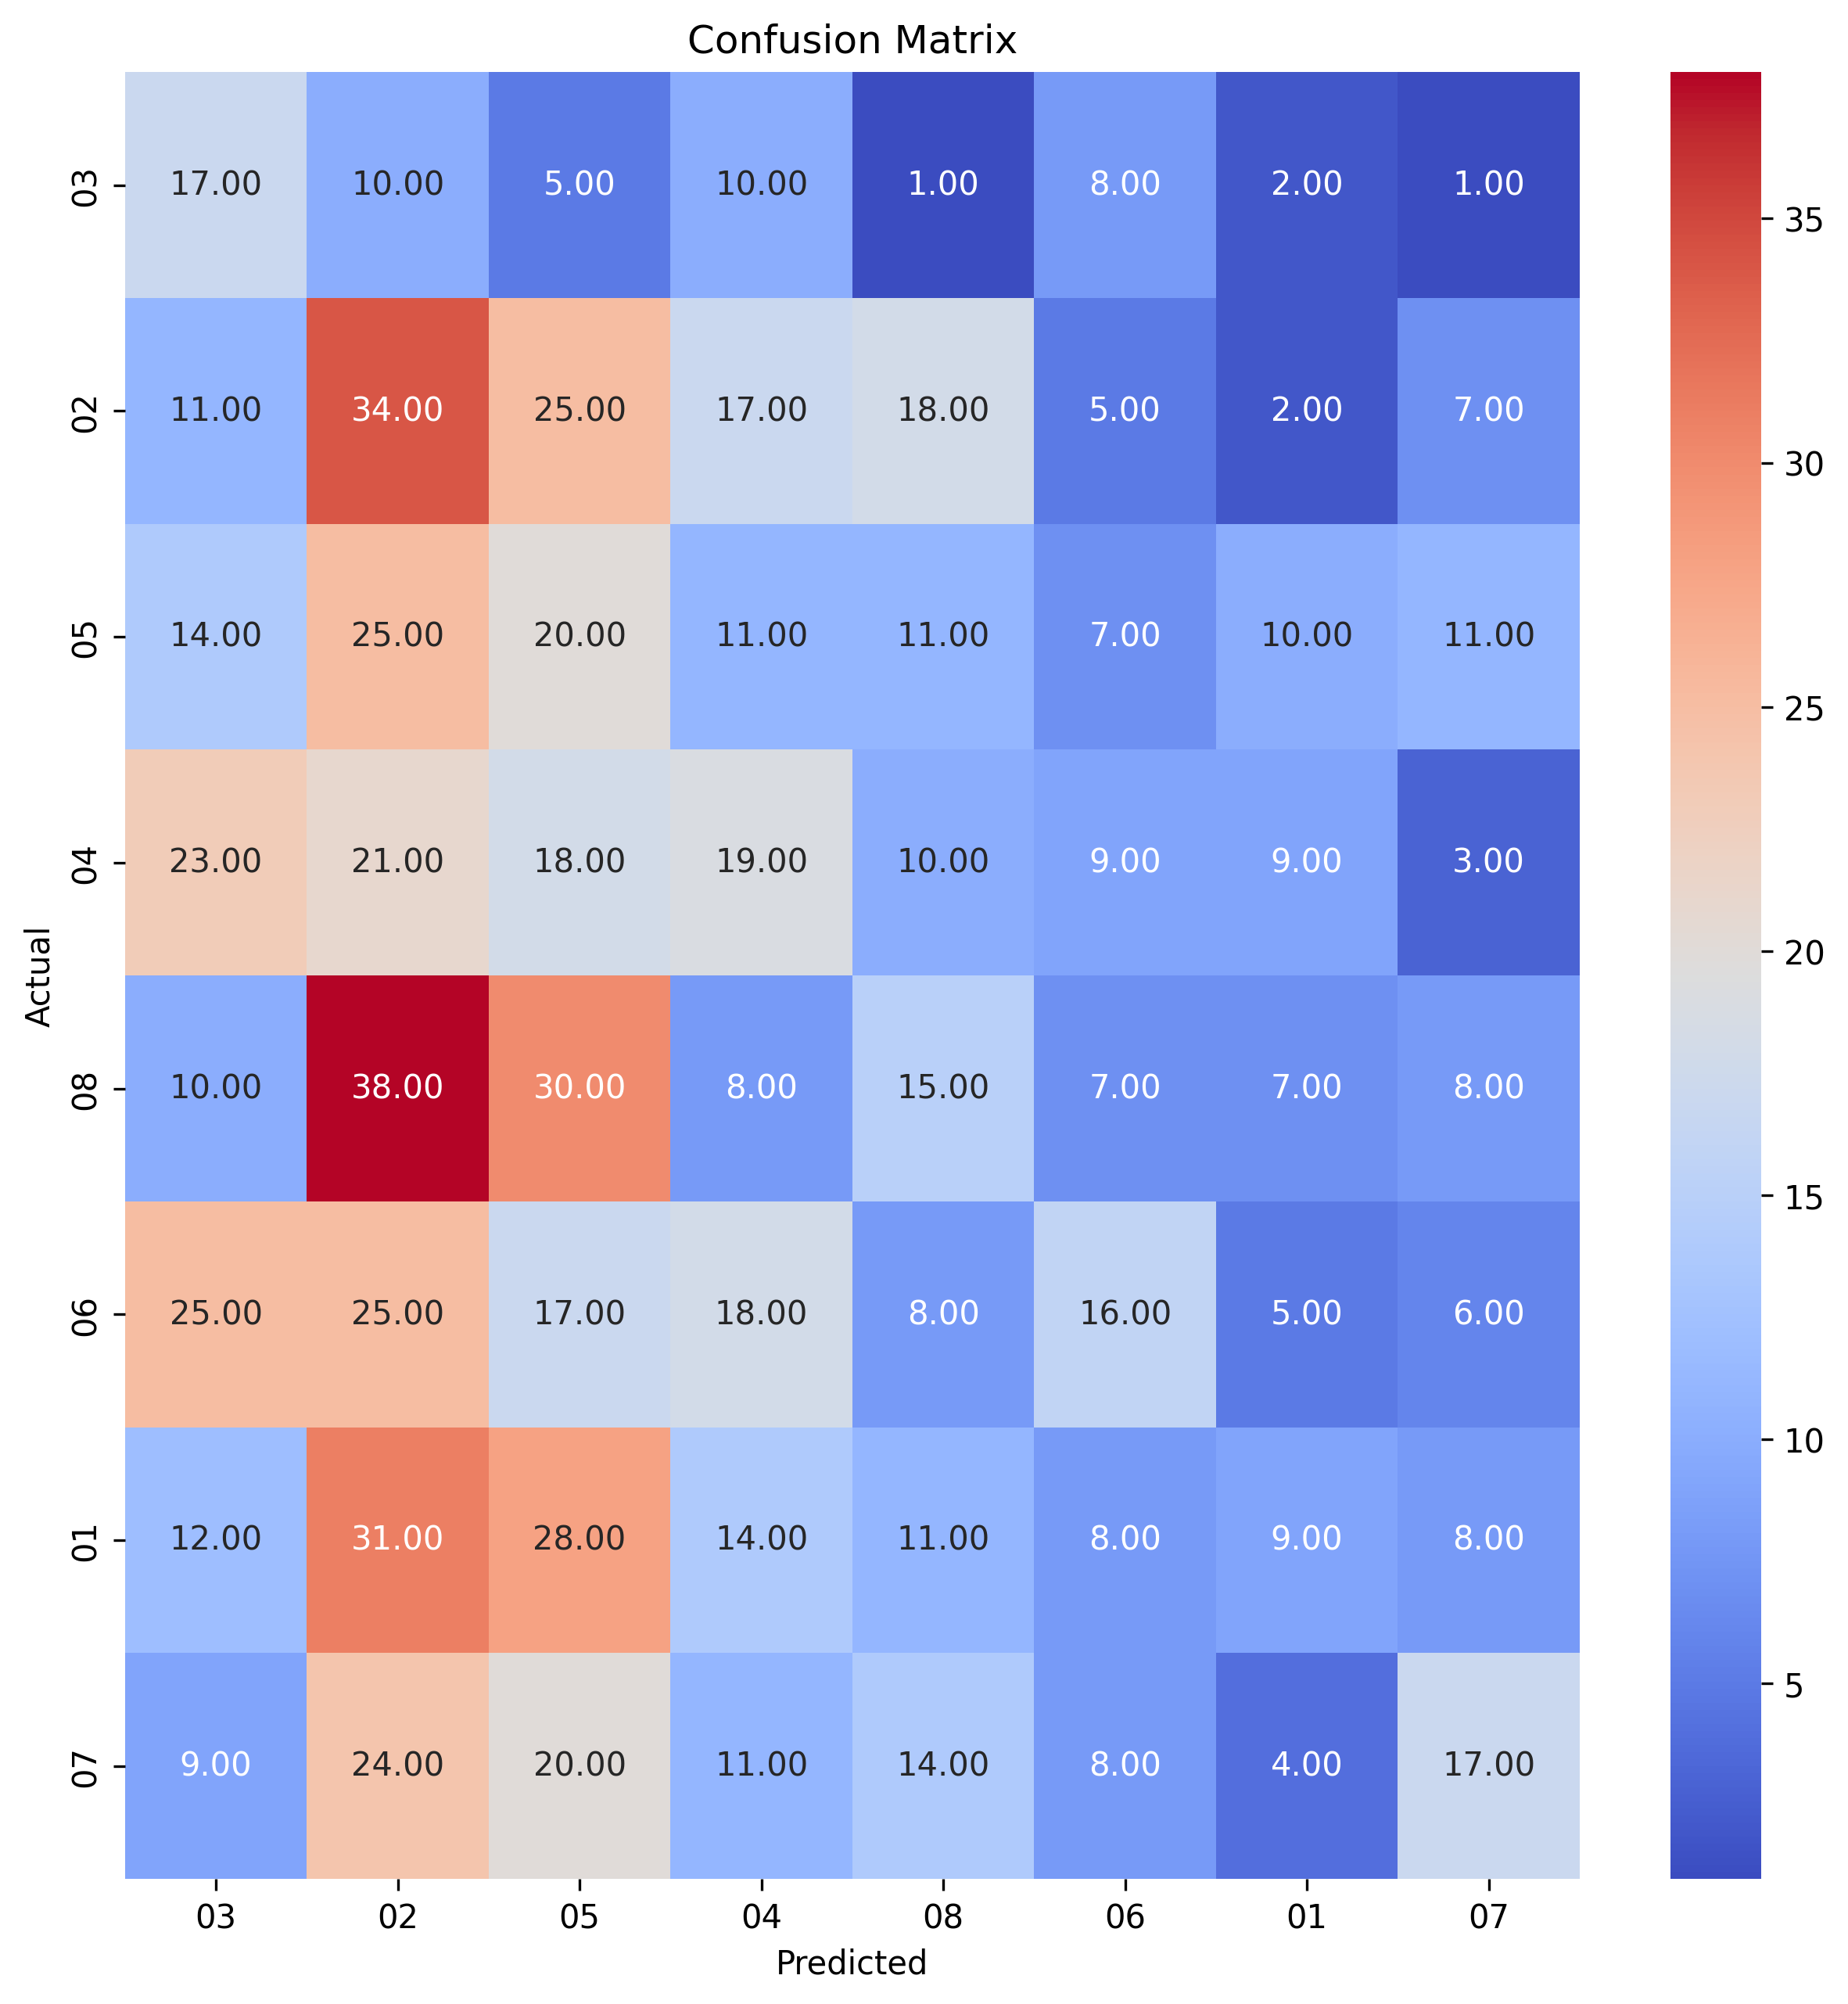 Confusion Matrix
03 17.00 10.00 5.00 10.00 1.00 8.00 2.00 1.00
02 11.00 34.00 25.00 17.00 18.00 5.00 2.00 7.00
05 14.00 25.00 20.00 11.00 11.00 7.00 10.00 11.00
04 23.00 21.00 18.00 19.00 10.00 9.00 9.00 3.00
08 10.00 38.00 30.00 8.00 15.00 7.00 7.00 8.00
06 25.00 25.00 17.00 18.00 8.00 16.00 5.00 6.00
01 12.00 31.00 28.00 14.00 11.00 8.00 9.00 8.00
07 9.00 24.00 20.00 11.00 14.00 8.00 4.00 17.00
03 02 05 04 08 06 01 07
Predicted
Actual
35
30
25
20
15
10
5